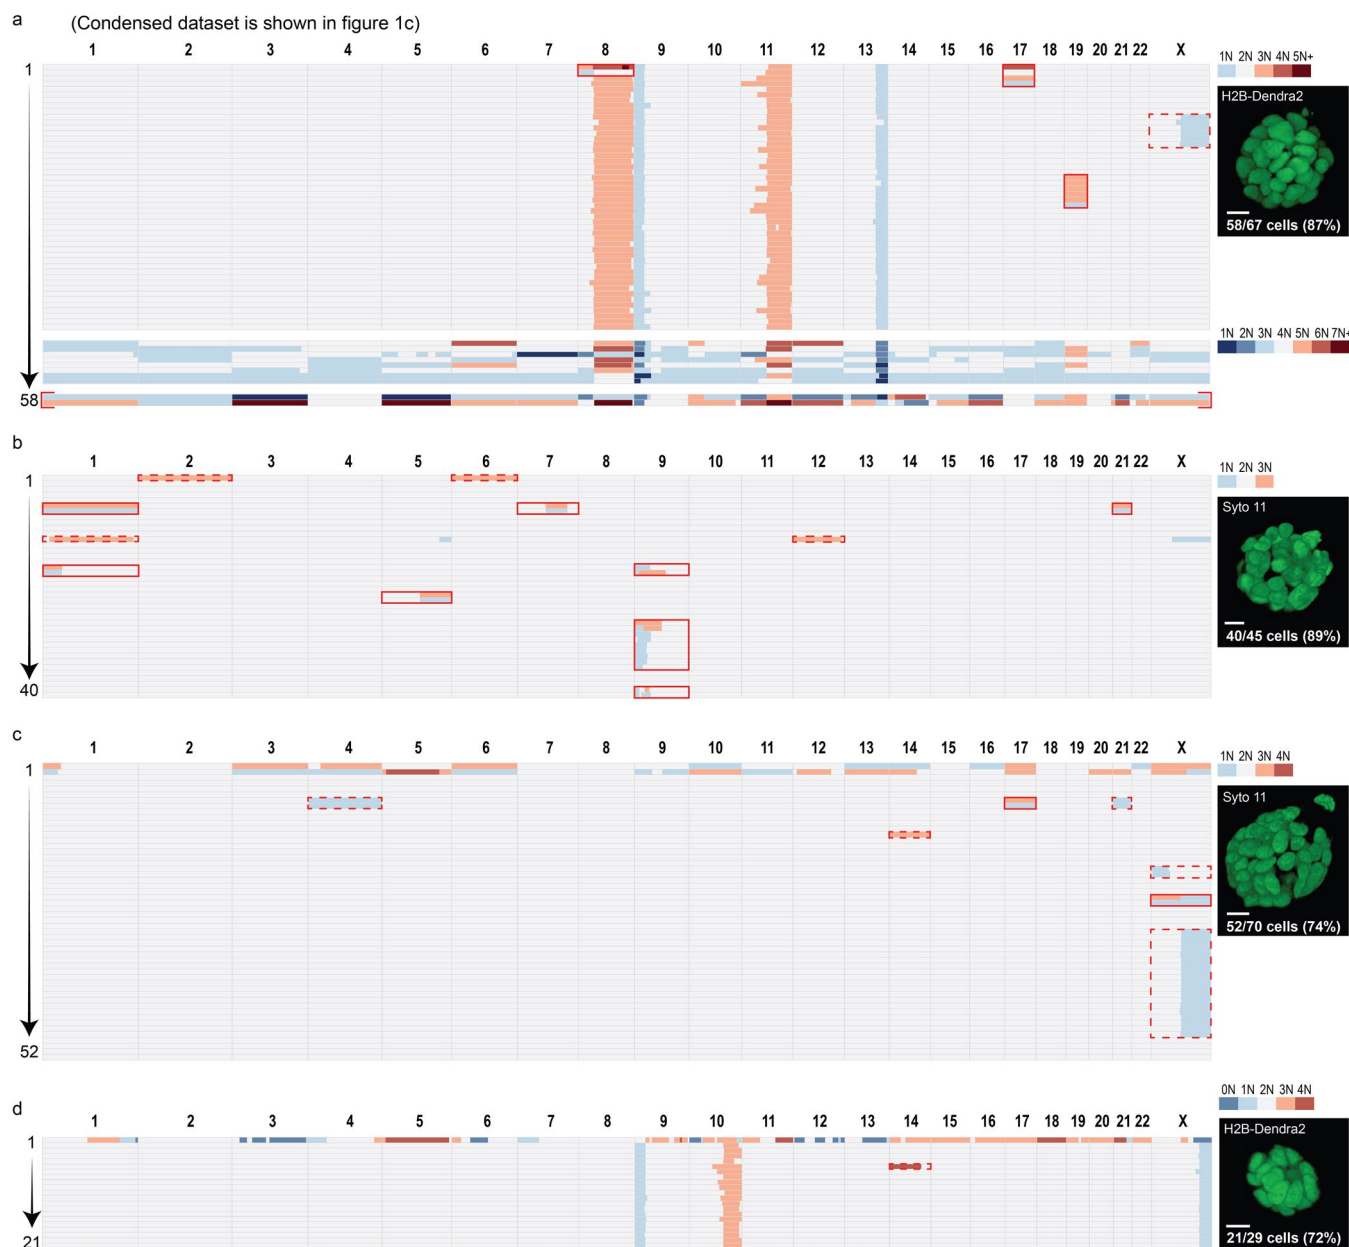 a (Condensed dataset is shown in figure 1c)
1 2 3 4 5 6 7 8 9 10 11 12 13 14 15 16 17 18 19 20 22 X
1N 2N 3N 4N 5N+
1
H2B-Dendra2
58/67 cells (87%)
1N 2N 3N 4N 5N 6N 7N+
58
b
1 2 3 4 5 6 7 8 9 10 11 12 13 14 15 16 17 18 19 20 21 22 X
1N 2N 3N
1
Syto 11
40/45 cells (89%)
40
c
1 2 3 4 5 6 7 8 9 10 11 12 13 14 15 16 17 18 19 20 21 22 X
1N 2N 3N 4N
1
Syto 11
52/70 cells (74%)
52
d
0N 1N 2N 3N 4N
1 2 3 4 5 6 7 8 9 10 11 12 13 14 15 16 17 18 19 20 21 22 X
1
H2B-Dendra2
21/29 cells (72%)
21